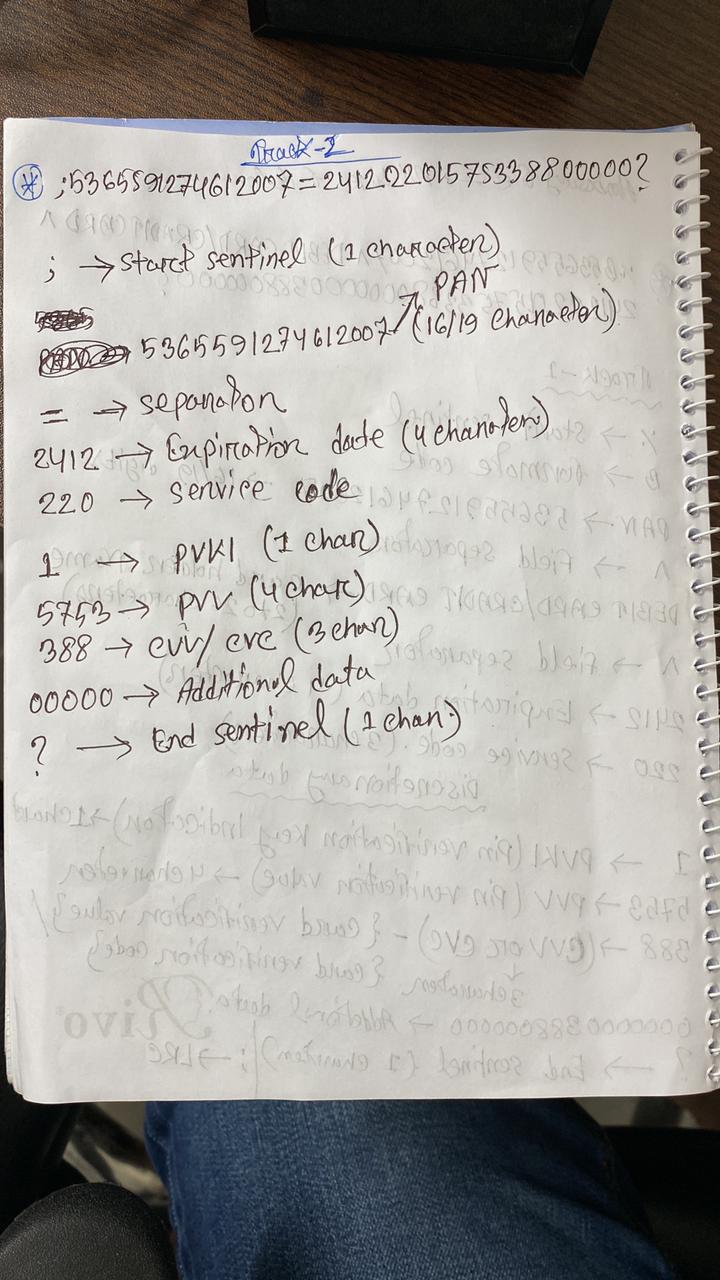 Track-2
* ;5365591274612007=24122201575338800000?
; → Start sentinel (1 character)
PAN
5365591274612007 → (16/19 character)
= → separator
2412 → Expiration date (4 character)
220 → service code
1 → PVKI (1 char)
5753 → PVV (4 char)
388 → cvv/cvc (3 char)
00000 → Additional data
? → End sentinel (1 char)